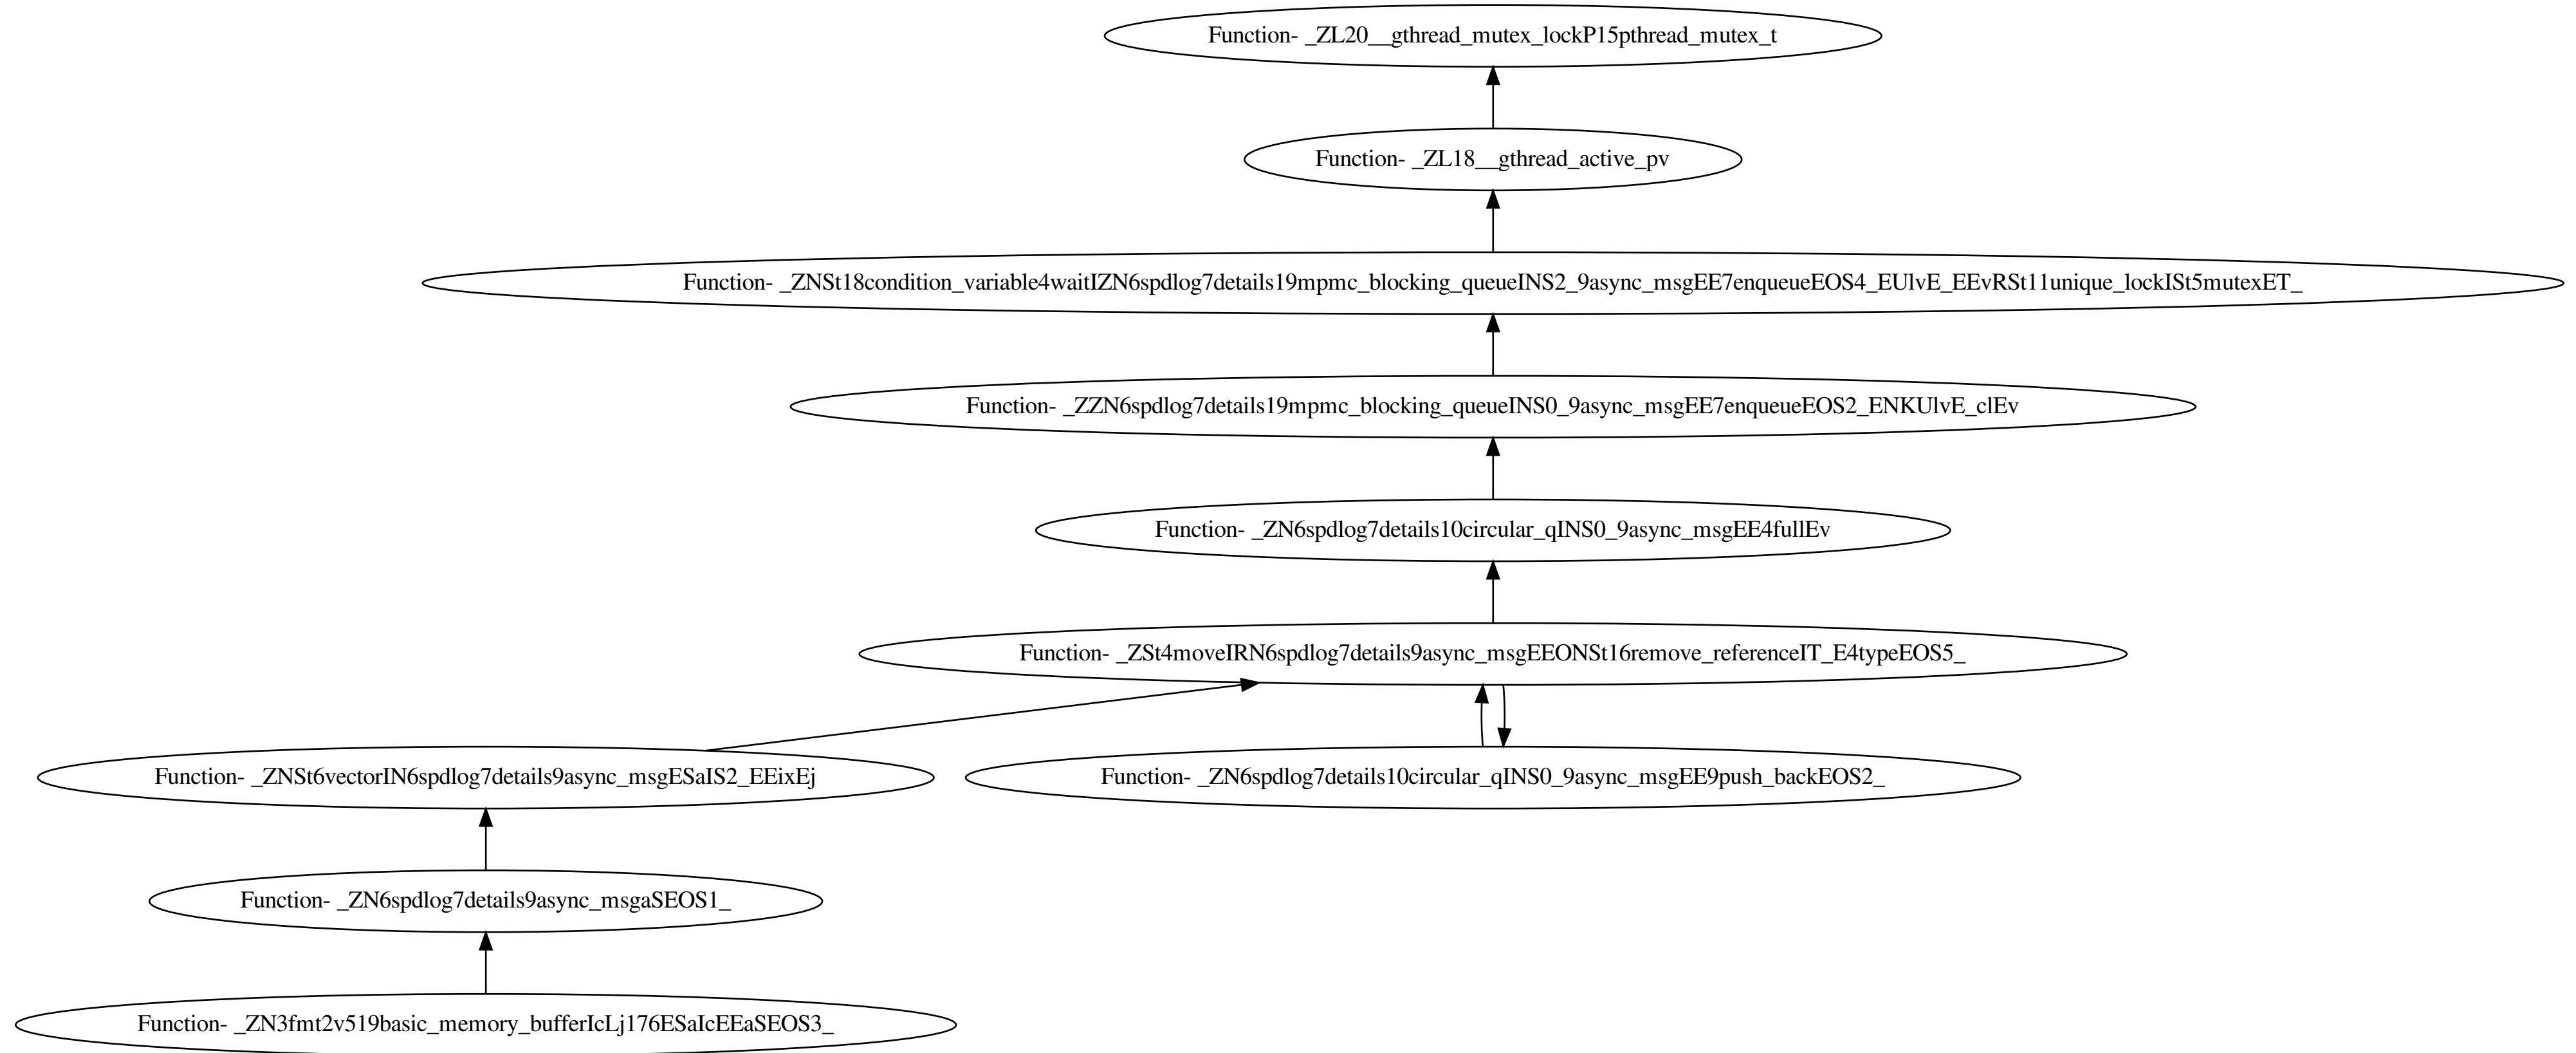 Function- _ZL20__gthread_mutex_lockP15pthread_mutex_t
Function- _ZL18__gthread_active_pv
Function- _ZNSt18condition_variable4waitIZN6spdlog7details19mpmc_blocking_queueINS2_9async_msgEE7enqueueEOS4_EUlvE_EEvRSt11unique_lockISt5mutexET_
Function- _ZZN6spdlog7details19mpmc_blocking_queueINS0_9async_msgEE7enqueueEOS2_ENKUlvE_clEv
Function- _ZN6spdlog7details10circular_qINS0_9async_msgEE4fullEv
Function- _ZSt4moveIRN6spdlog7details9async_msgEEONSt16remove_referenceIT_E4typeEOS5_
Function- _ZNSt6vectorIN6spdlog7details9async_msgESaIS2_EEixEj
Function- _ZN6spdlog7details10circular_qINS0_9async_msgEE9push_backEOS2_
Function- _ZN6spdlog7details9async_msgaSEOS1_
Function- _ZN3fmt2v519basic_memory_bufferIcLj176ESaIcEEaSEOS3_